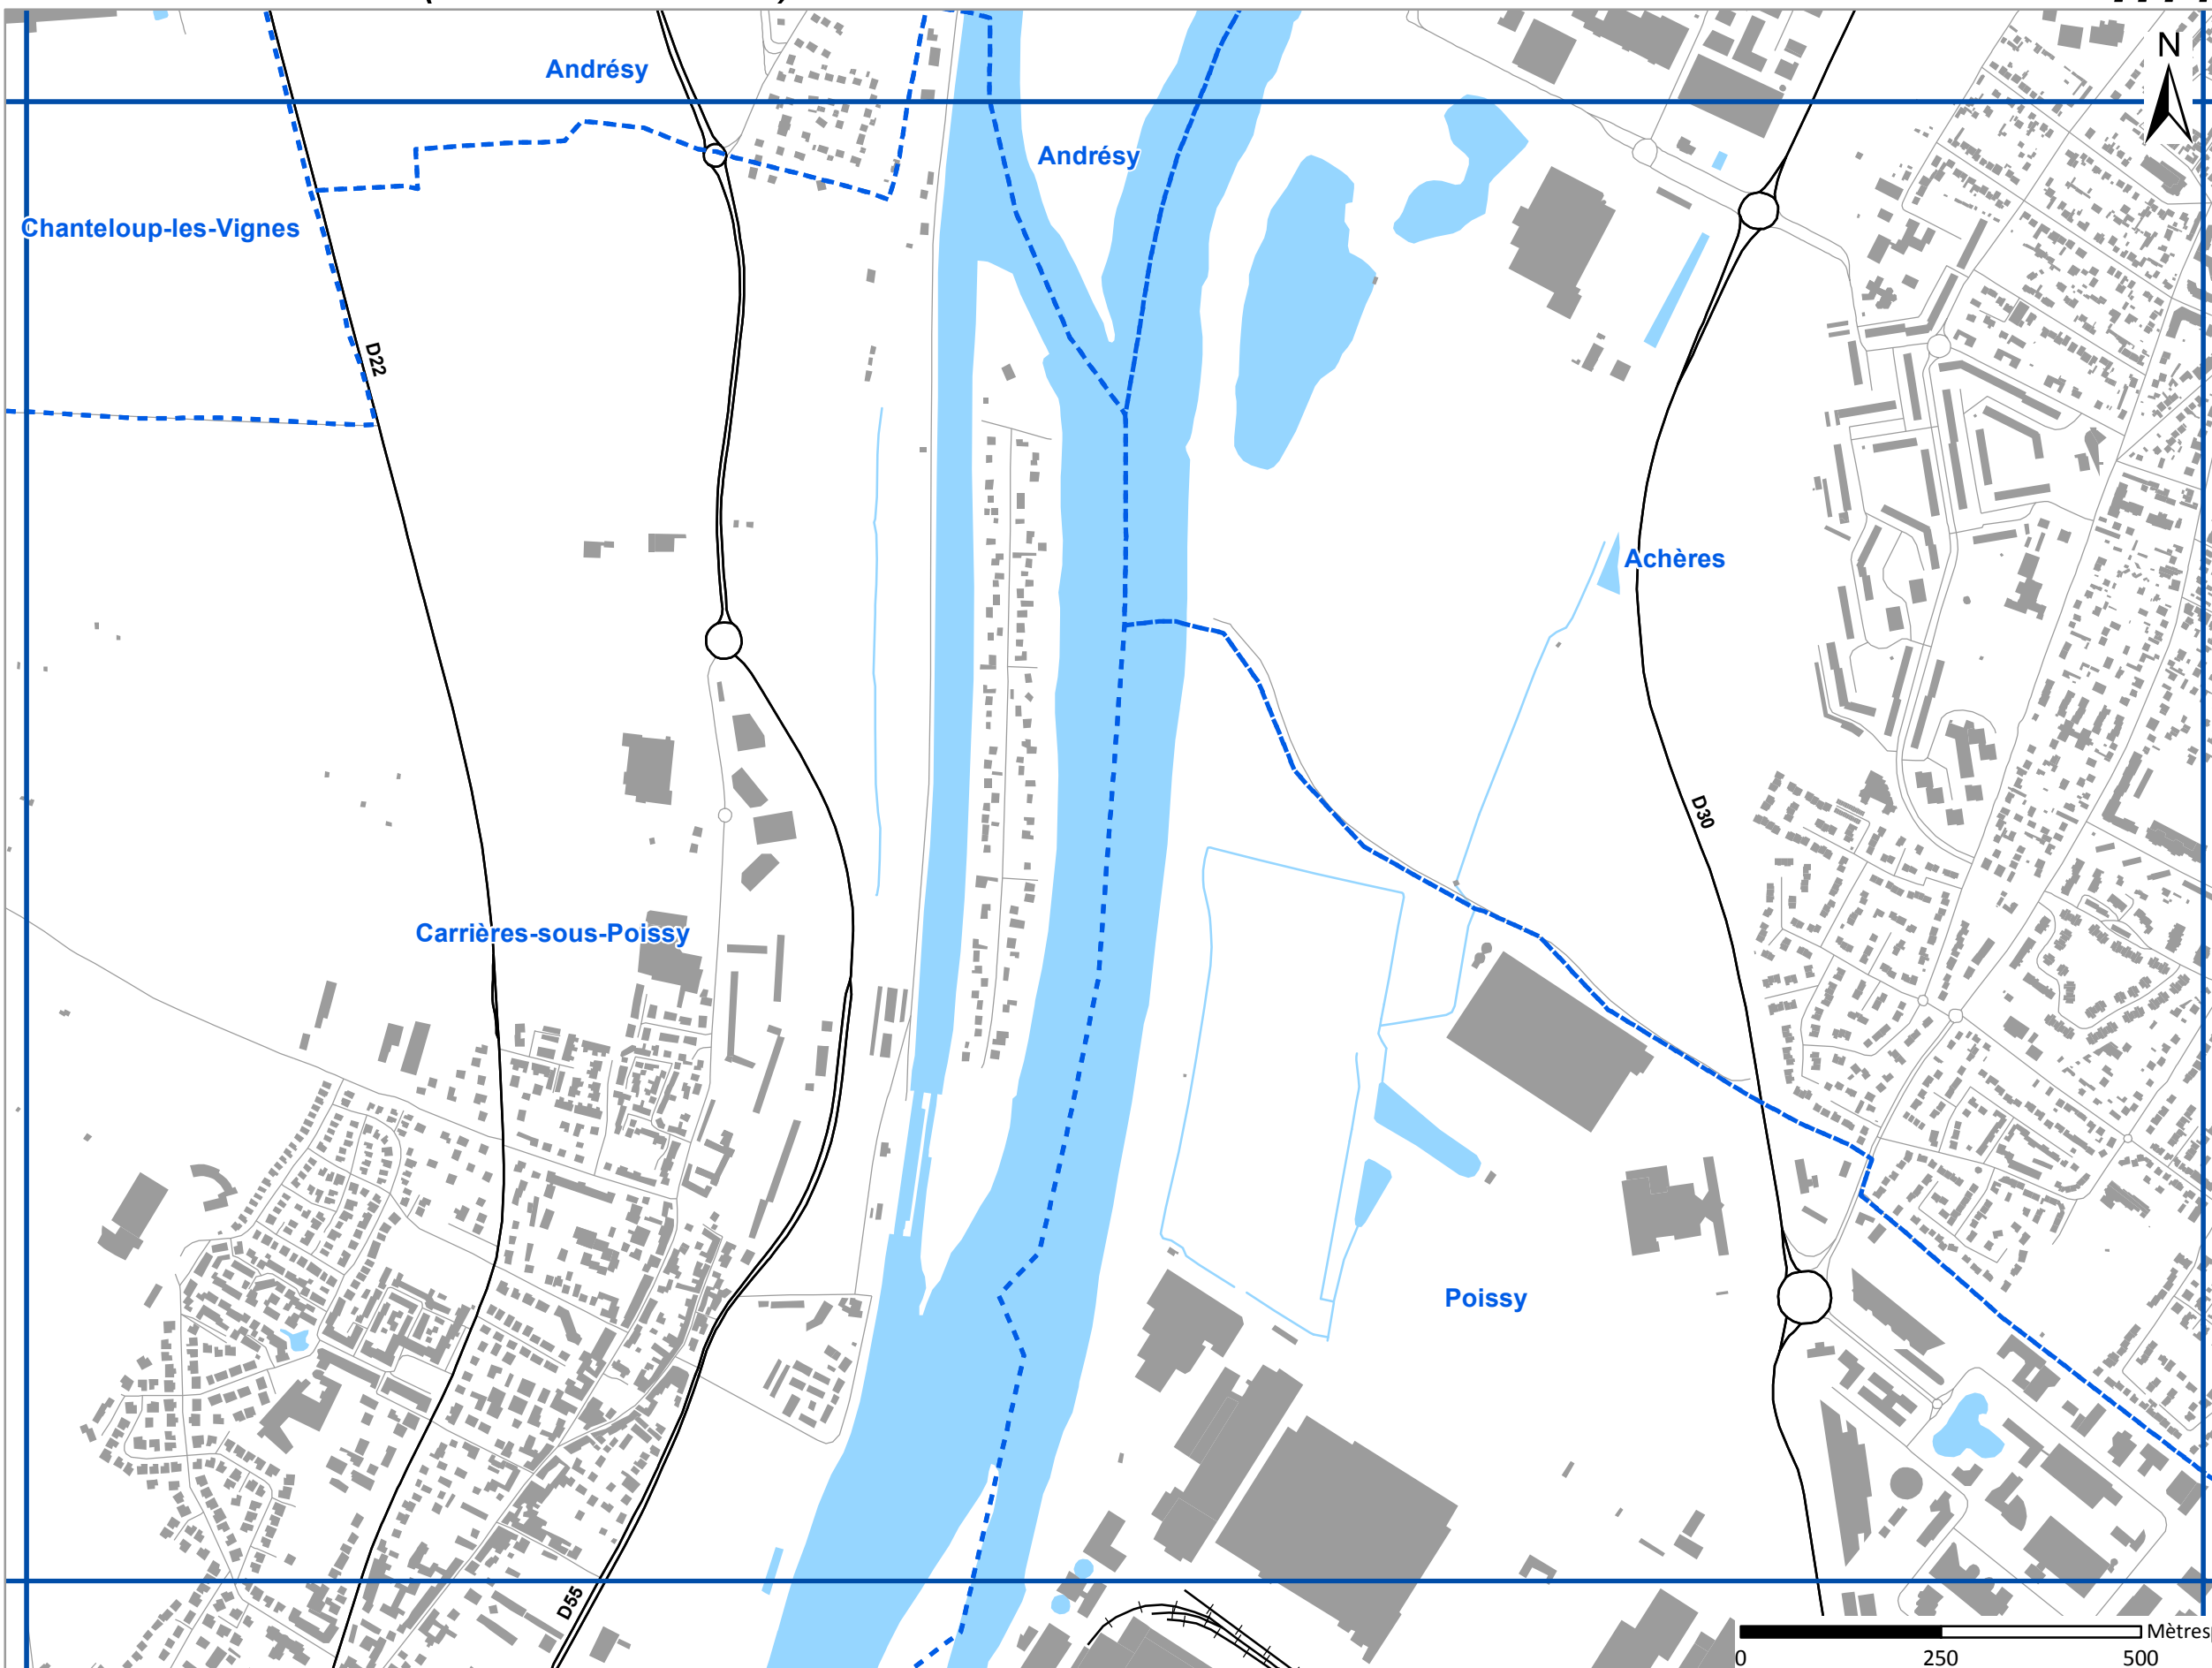 N
Andrésy
Andrésy
Chanteloup-les-Vignes
D22
Achères
D30
Carrières-sous-Poissy
Poissy
D55
Mètres
0 250 500